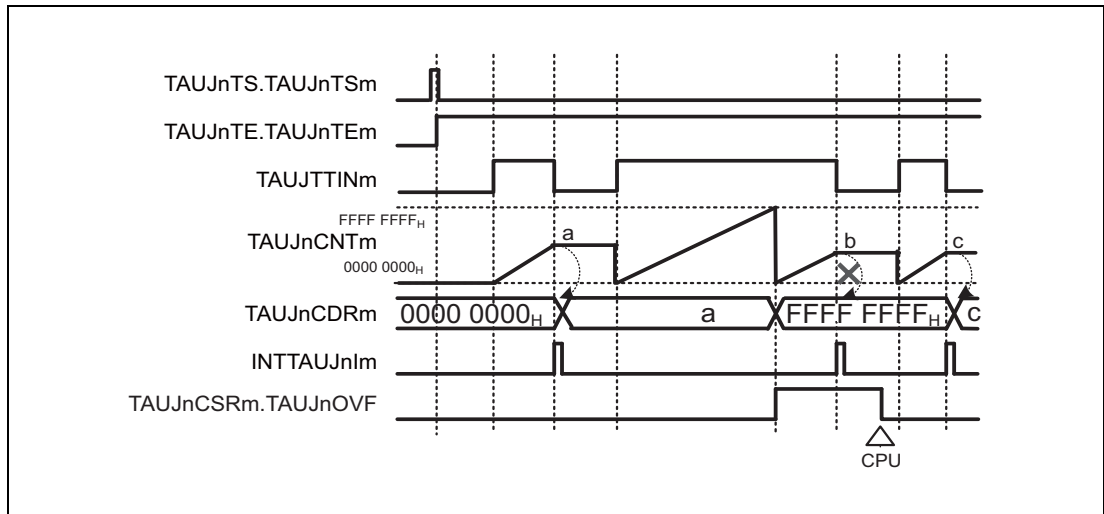 TAUJnTS.TAUJnTSm
TAUJnTE.TAUJnTEm
TAUJTTINm
FFFF FFFFH
TAUJnCNTm
0000 0000H
a
b
c
TAUJnCDRm
0000 0000H
a
FFFF FFFFH
c
INTTAUJnIm
TAUJnCSRm.TAUJnOVF
CPU